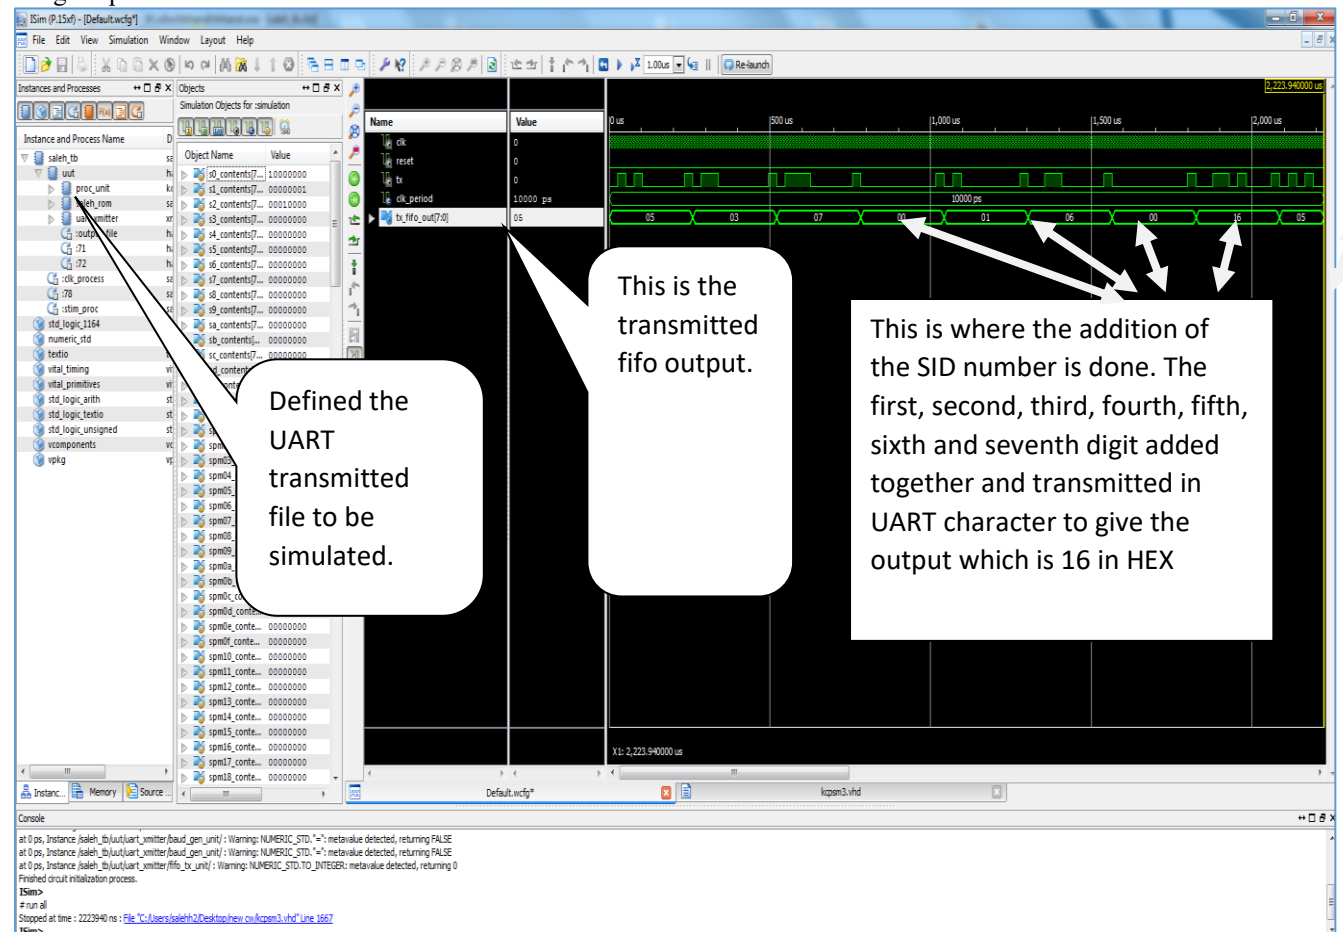 ISim (P.15xf) - [Default.wcfg*]
File Edit View Simulation Window Layout Help
1.00us Re-launch
Instances and Processes
Instance and Process Name
saleh_tb
uut
proc_unit
saleh_rom
:71
:72
:clk_process
:78
:stim_proc
std_logic_1164
numeric_std
textio
vital_timing
vital_primitives
std_logic_arith
std_logic_textio
std_logic_unsigned
vcomponents
vpkg
Instanc... Memory Source ...
Objects
Simulation Objects for :simulation
Object Name Value
s0_contents[7... 10000000
s1_contents[7... 00000001
s2_contents[7... 00010000
s3_contents[7... 00000000
s4_contents[7... 00000000
s5_contents[7... 00000000
s6_contents[7... 00000000
s7_contents[7... 00000000
s8_contents[7... 00000000
s9_contents[7... 00000000
sa_contents[7... 00000000
sb_contents[... 00000000
sc_contents[7... 00000000
spm04_
spm05_
spm06_
spm07_
spm08_
spm09_
spm0a_
spm0b_
spm0c_co
spm0d_conte...
spm0e_conte... 00000000
spm0f_conte... 00000000
spm10_conte... 00000000
spm11_conte... 00000000
spm12_conte... 00000000
spm13_conte... 00000000
spm14_conte... 00000000
spm15_conte... 00000000
spm16_conte... 00000000
spm17_conte... 00000000
spm18_conte... 00000000
Name Value
clk 0
reset 0
tx 0
clk_period 10000 ps
tx_fifo_out[7:0] 05
2,223.940000 us
0 us 500 us 1,000 us 1,500 us 2,000 us
10000 ps
05 03 07 00 01 06 00 16 05
X1: 2,223.940000 us
Defined the
UART
transmitted
file to be
simulated.
This is the
transmitted
fifo output.
This is where the addition of
the SID number is done. The
first, second, third, fourth, fifth,
sixth and seventh digit added
together and transmitted in
UART character to give the
output which is 16 in HEX
Default.wcfg* kcpsm3.vhd
Console
at 0 ps, Instance /saleh_tb/uut/uart_xmitter/baud_gen_unit/ : Warning: NUMERIC_STD."=": metavalue detected, returning FALSE
at 0 ps, Instance /saleh_tb/uut/uart_xmitter/baud_gen_unit/ : Warning: NUMERIC_STD."=": metavalue detected, returning FALSE
at 0 ps, Instance /saleh_tb/uut/uart_xmitter/fifo_tx_unit/ : Warning: NUMERIC_STD.TO_INTEGER: metavalue detected, returning 0
Finished circuit initialization process.
ISim>
# run all
Stopped at time : 2223940 ns : File "C:/Users/salehh2/Desktop/new cw/kcpsm3.vhd" Line 1667
ISim>